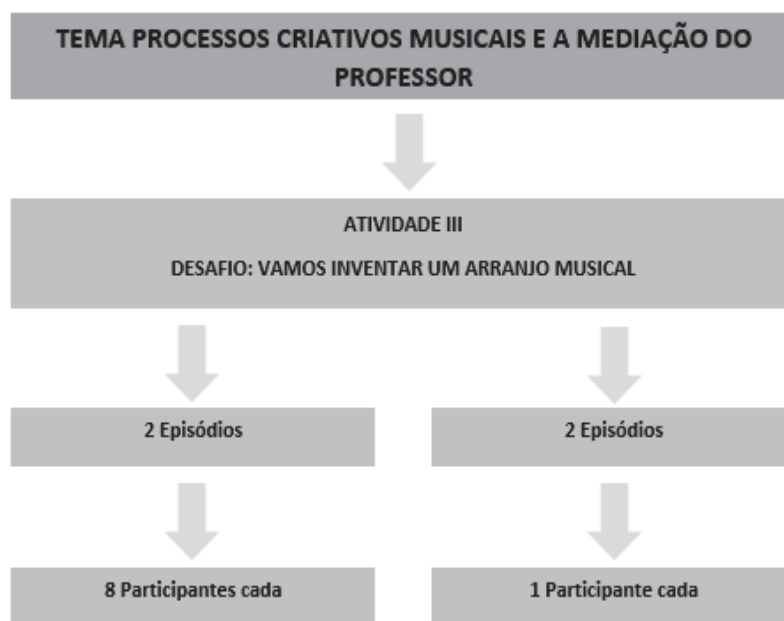 TEMA PROCESSOS CRIATIVOS MUSICAIS E A MEDIAÇÃO DO
PROFESSOR
ATIVIDADE III
DESAFIO: VAMOS INVENTAR UM ARRANJO MUSICAL
2 Episódios
2 Episódios
8 Participantes cada
1 Participante cada